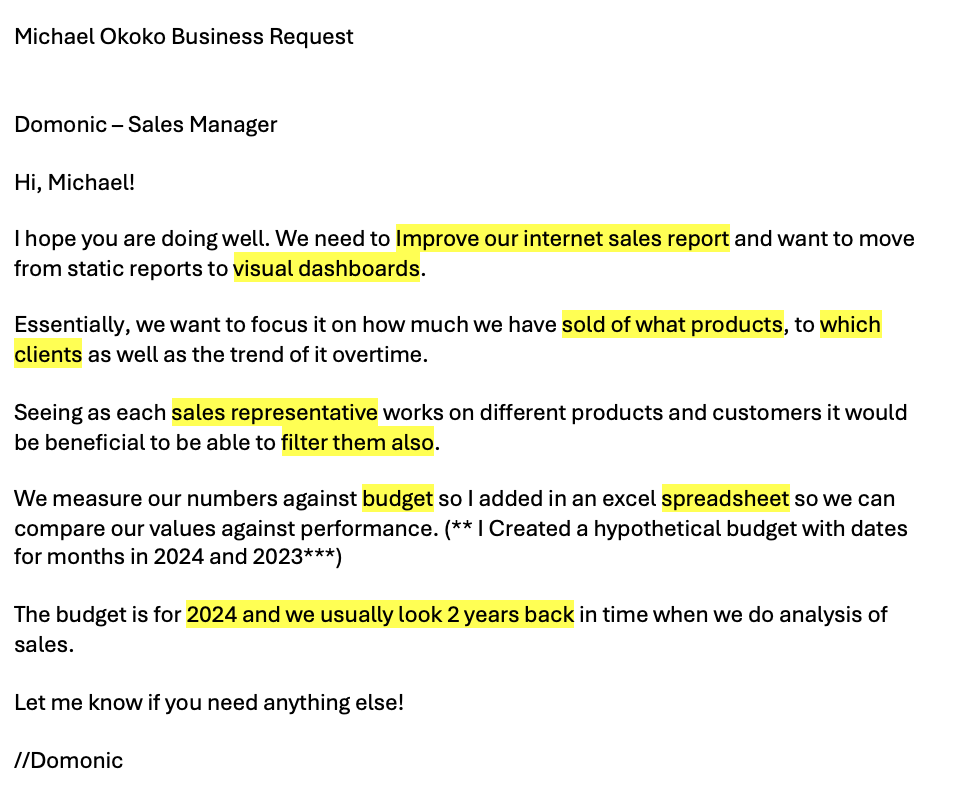 Michael Okoko Business Request
Domonic – Sales Manager
Hi, Michael!
I hope you are doing well. We need to Improve our internet sales report and want to move
from static reports to visual dashboards.
Essentially, we want to focus it on how much we have sold of what products, to which
clients as well as the trend of it overtime.
Seeing as each sales representative works on different products and customers it would
be beneficial to be able to filter them also.
We measure our numbers against budget so I added in an excel spreadsheet so we can
compare our values against performance. (** I Created a hypothetical budget with dates
for months in 2024 and 2023***)
The budget is for 2024 and we usually look 2 years back in time when we do analysis of
sales.
Let me know if you need anything else!
//Domonic